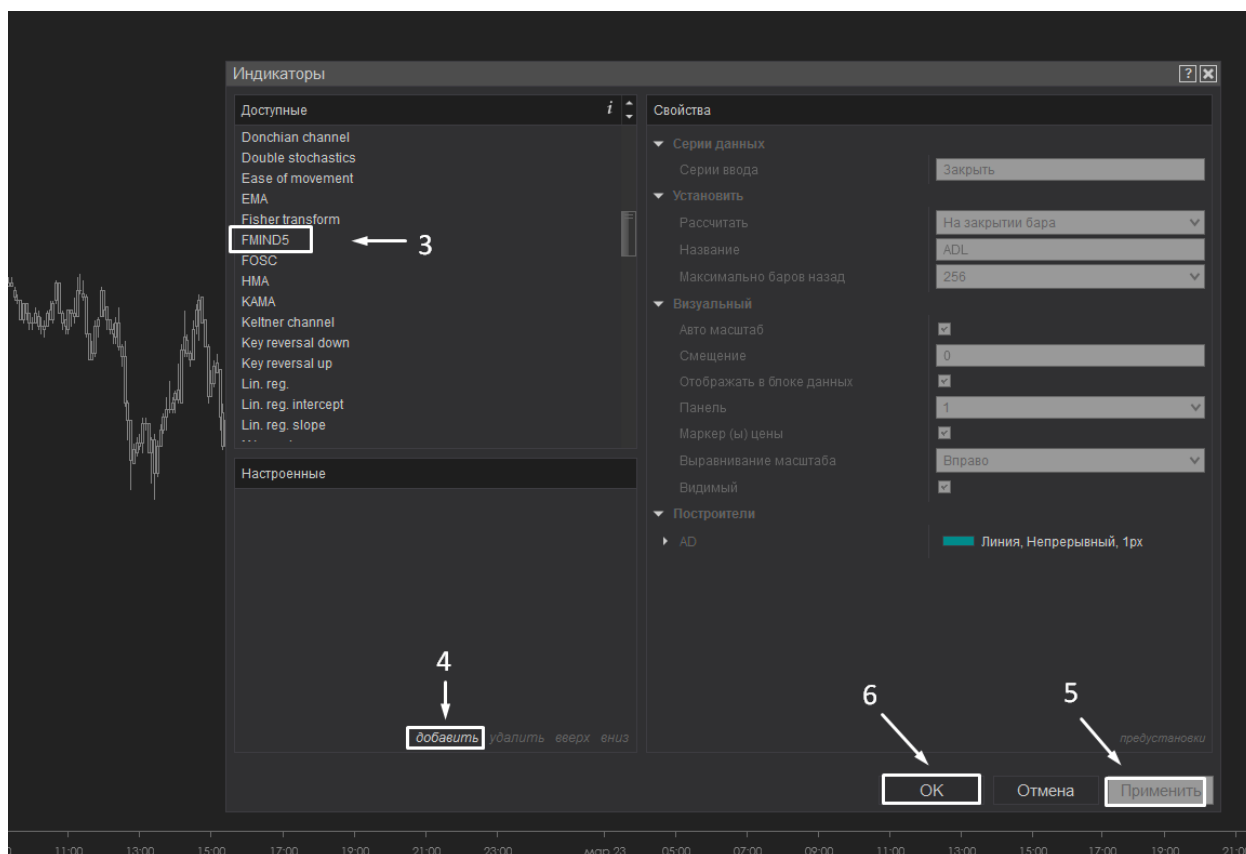 Индикаторы
? X
Доступные
i
Donchian channel
Double stochastics
Ease of movement
EMA
Fisher transform
FMIND5
3
FOSC
HMA
KAMA
Keltner channel
Key reversal down
Key reversal up
Lin. reg.
Lin. reg. intercept
Lin. reg. slope
Настроенные
4
добавить удалить вверх вниз
Свойства
Серии данных
Серии ввода Закрыть
Установить
Рассчитать На закрытии бара
Название ADL
Максимально баров назад 256
Визуальный
Авто масштаб
Смещение 0
Отображать в блоке данных
Панель 1
Маркер (ы) цены
Выравнивание масштаба Вправо
Видимый
Построители
AD Линия, Непрерывный, 1px
6 5
предустановки
OK Отмена Применить
11:00 13:00 15:00 17:00 19:00 21:00 23:00 мар 23 05:00 07:00 09:00 11:00 13:00 15:00 17:00 19:00